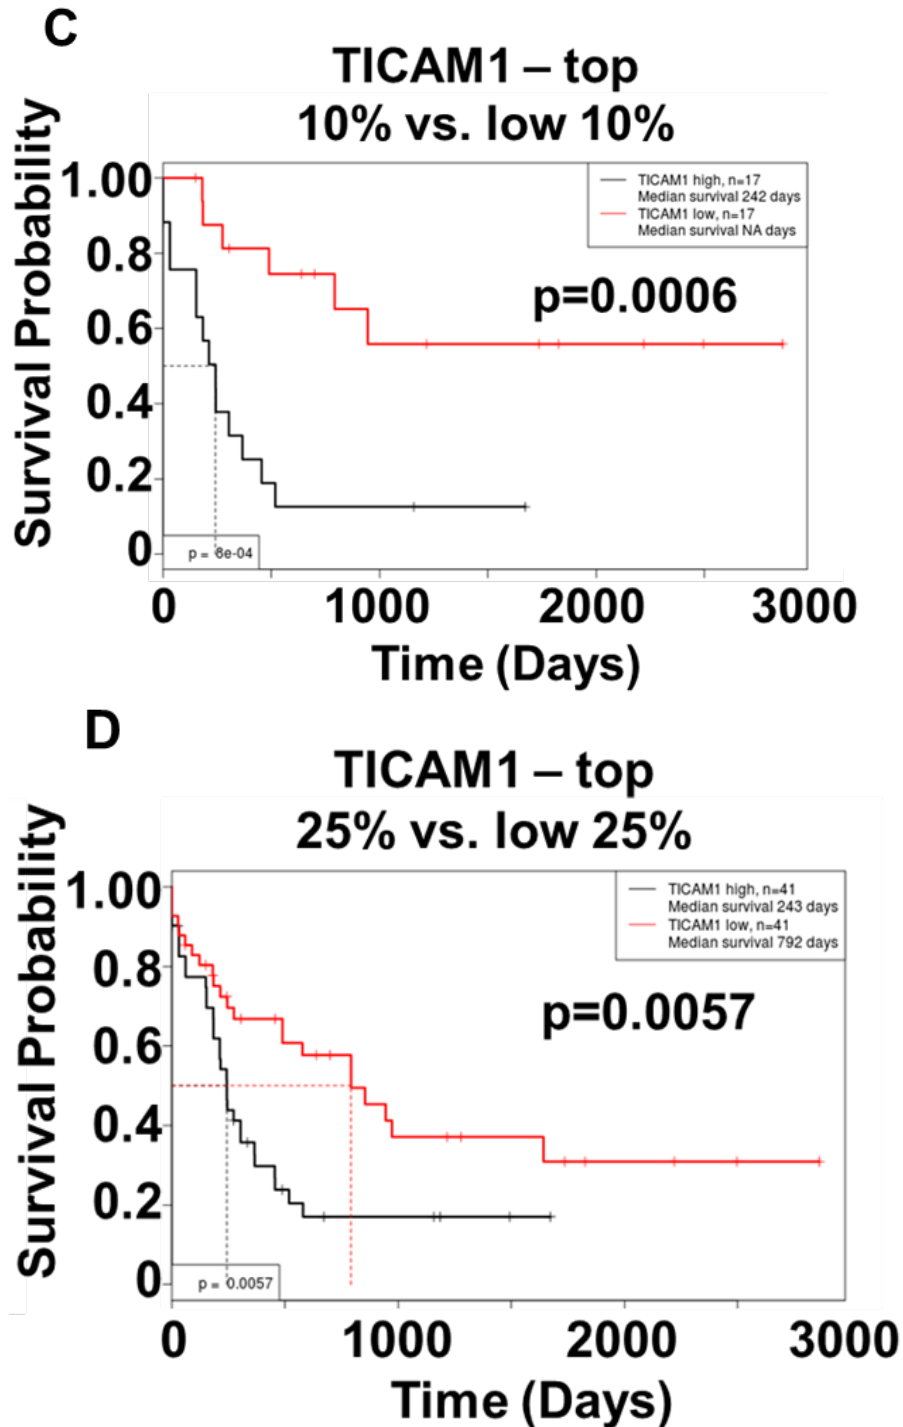 C
TICAM1 – top
10% vs. low 10%
Survival Probability
1.00
0.8
0.6
0.4
0.2
0
TICAM1 high, n=17
Median survival 242 days
TICAM1 low, n=17
Median survival NA days
p=0.0006
p = 6e-04
0
1000
2000
3000
Time (Days)
D
TICAM1 – top
25% vs. low 25%
Survival Probability
1.00
0.8
0.6
0.4
0.2
0
TICAM1 high, n=41
Median survival 243 days
TICAM1 low, n=41
Median survival 792 days
p=0.0057
p = 0.0057
0
1000
2000
3000
Time (Days)